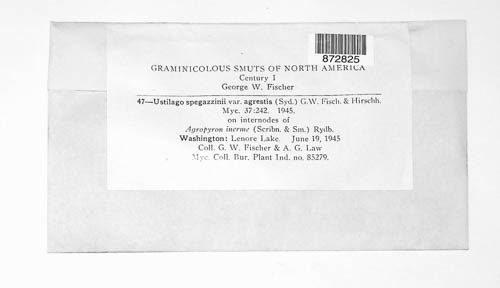 872825
GRAMINICOLOUS SMUTS OF NORTH AMERICA
Century I
George W. Fischer
47—Ustilago spegazzinii var. agrestis (Syd.) G.W. Fisch. & Hirschh.
Myc. 37:242. 1945.
on internodes of
Agropyron inerme (Scribn. & Sm.) Rydb.
Washington: Lenore Lake. June 19, 1945
Coll. G. W. Fischer & A. G. Law
Myc. Coll. Bur. Plant Ind. no. 85279.